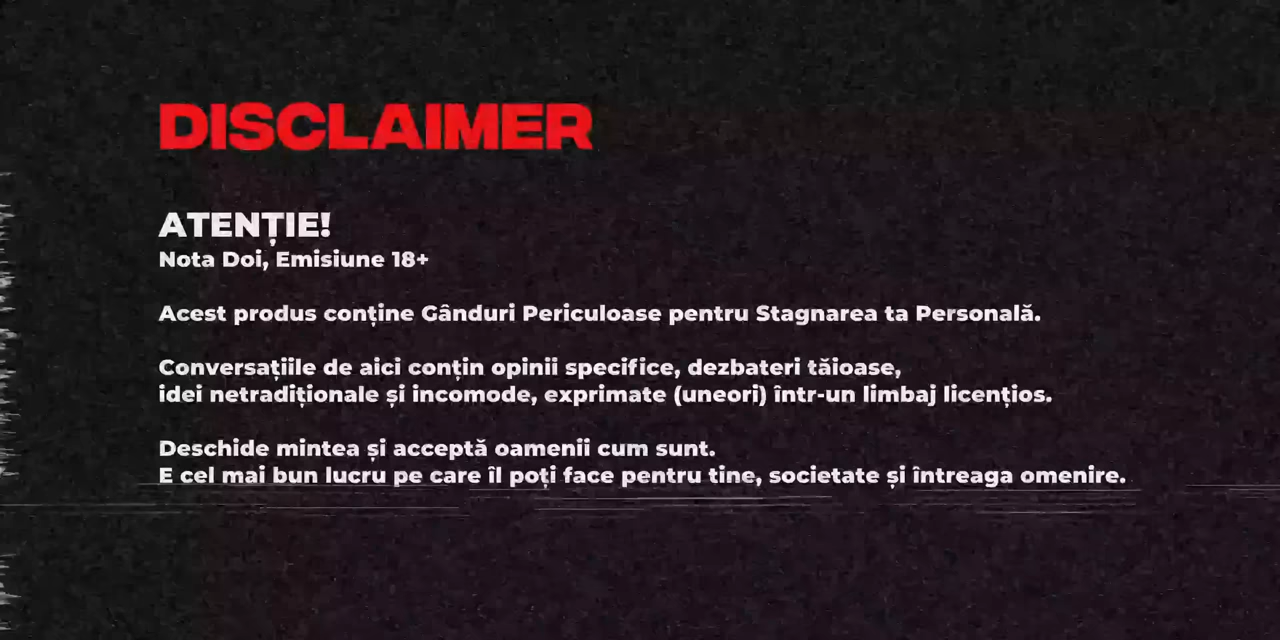 DISCLAIMER
ATENȚIE!
Nota Doi, Emisiune 18+
Acest produs conține Gânduri Periculoase pentru Stagnarea ta Personală.
Conversațiile de aici conțin opinii specifice, dezbateri tăioase,
idei netradiționale și incomode, exprimate (uneori) într-un limbaj licențios.
Deschide mintea și acceptă oamenii cum sunt.
E cel mai bun lucru pe care îl poți face pentru tine, societate și întreaga omenire.